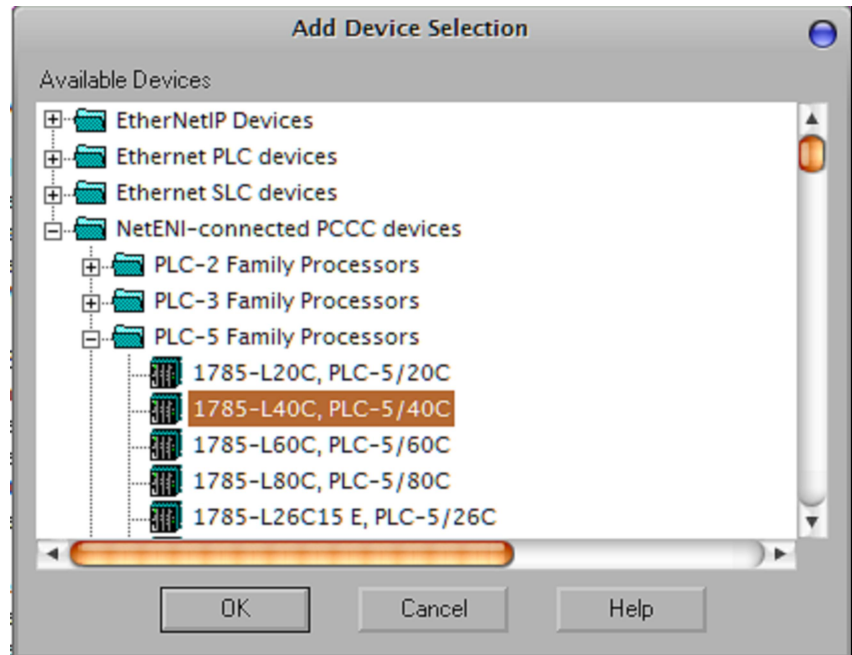 Add Device Selection
Available Devices
EtherNetIP Devices
Ethernet PLC devices
Ethernet SLC devices
NetENI-connected PCCC devices
PLC-2 Family Processors
PLC-3 Family Processors
PLC-5 Family Processors
1785-L20C, PLC-5/20C
1785-L40C, PLC-5/40C
1785-L60C, PLC-5/60C
1785-L80C, PLC-5/80C
1785-L26C15 E, PLC-5/26C
OK Cancel Help